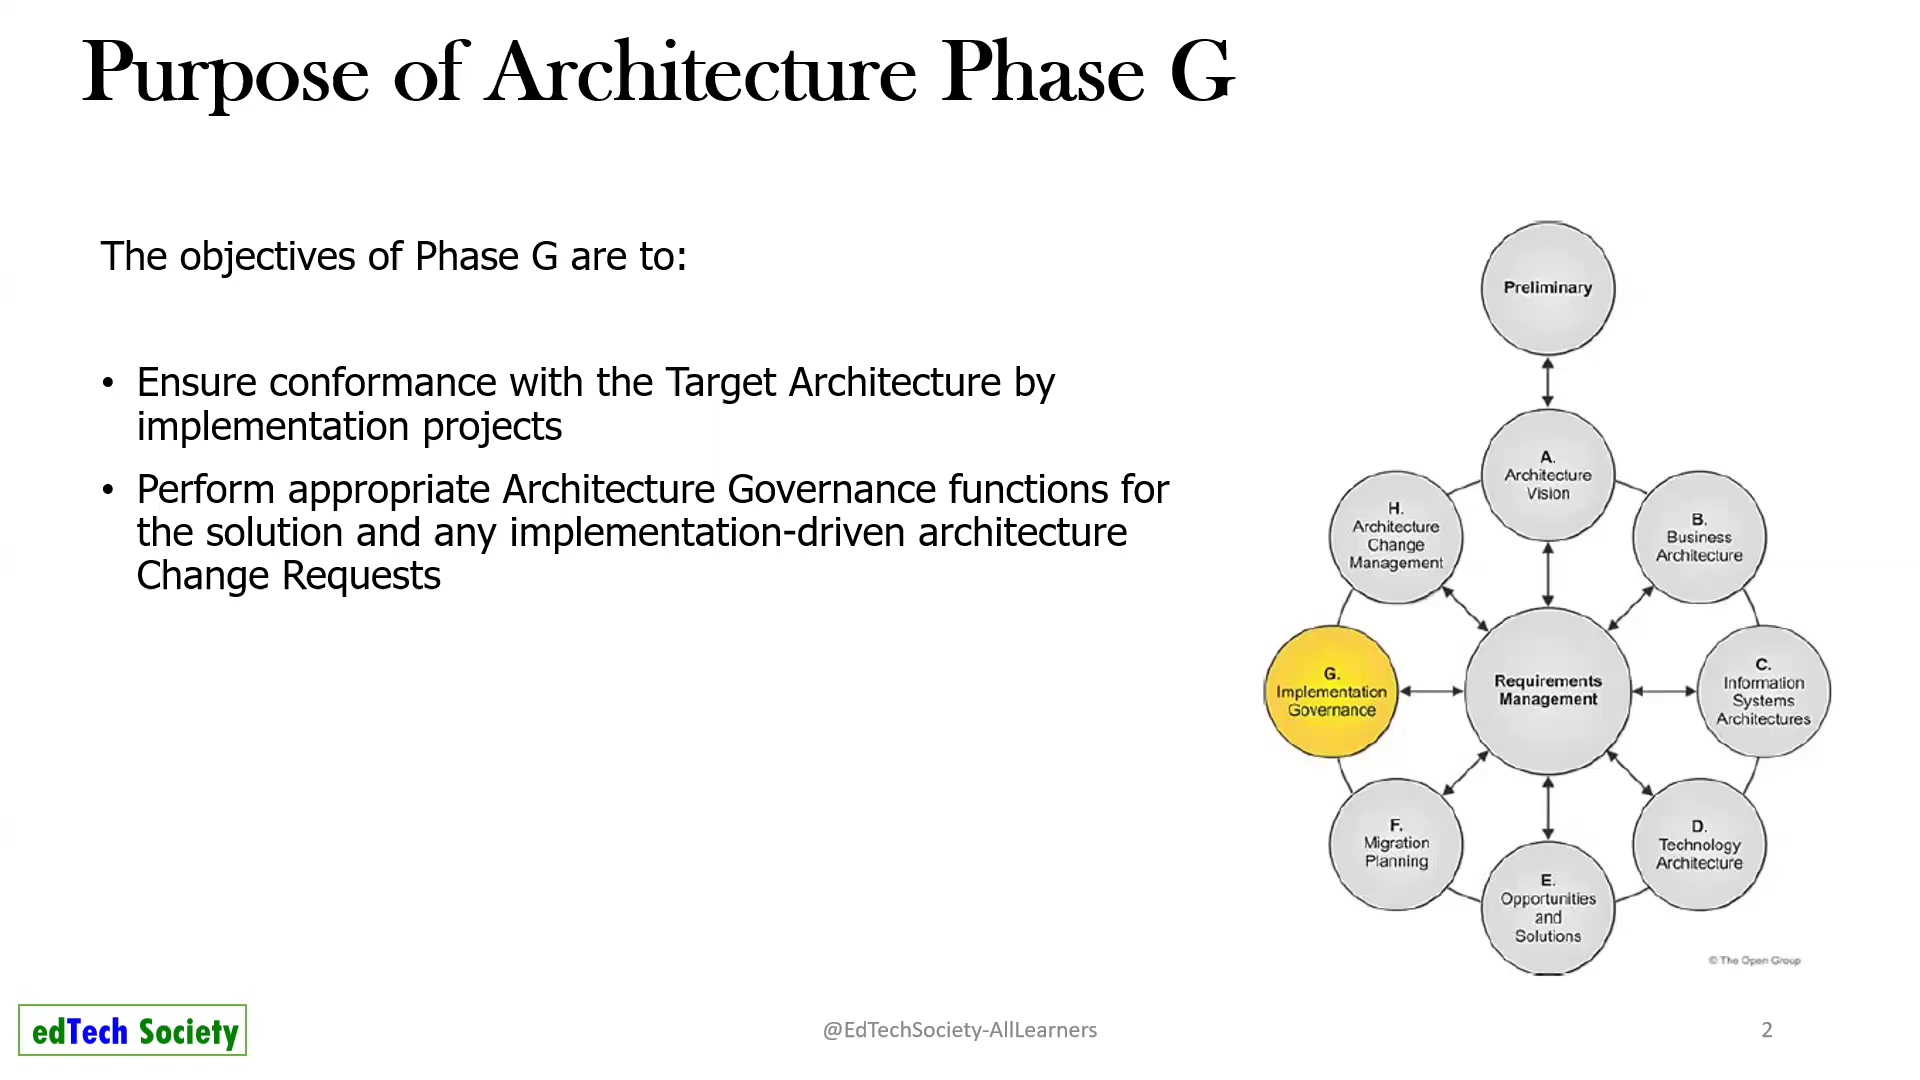 Purpose of Architecture Phase G
The objectives of Phase G are to:
• Ensure conformance with the Target Architecture by
implementation projects
• Perform appropriate Architecture Governance functions for
the solution and any implementation-driven architecture
Change Requests
Preliminary
A.
Architecture
Vision
B.
Business
Architecture
C.
Information
Systems
Architectures
D.
Technology
Architecture
E.
Opportunities
and
Solutions
F.
Migration
Planning
G.
Implementation
Governance
H.
Architecture
Change
Management
Requirements
Management
© The Open Group
edTech Society
@EdTechSociety-AllLearners
2